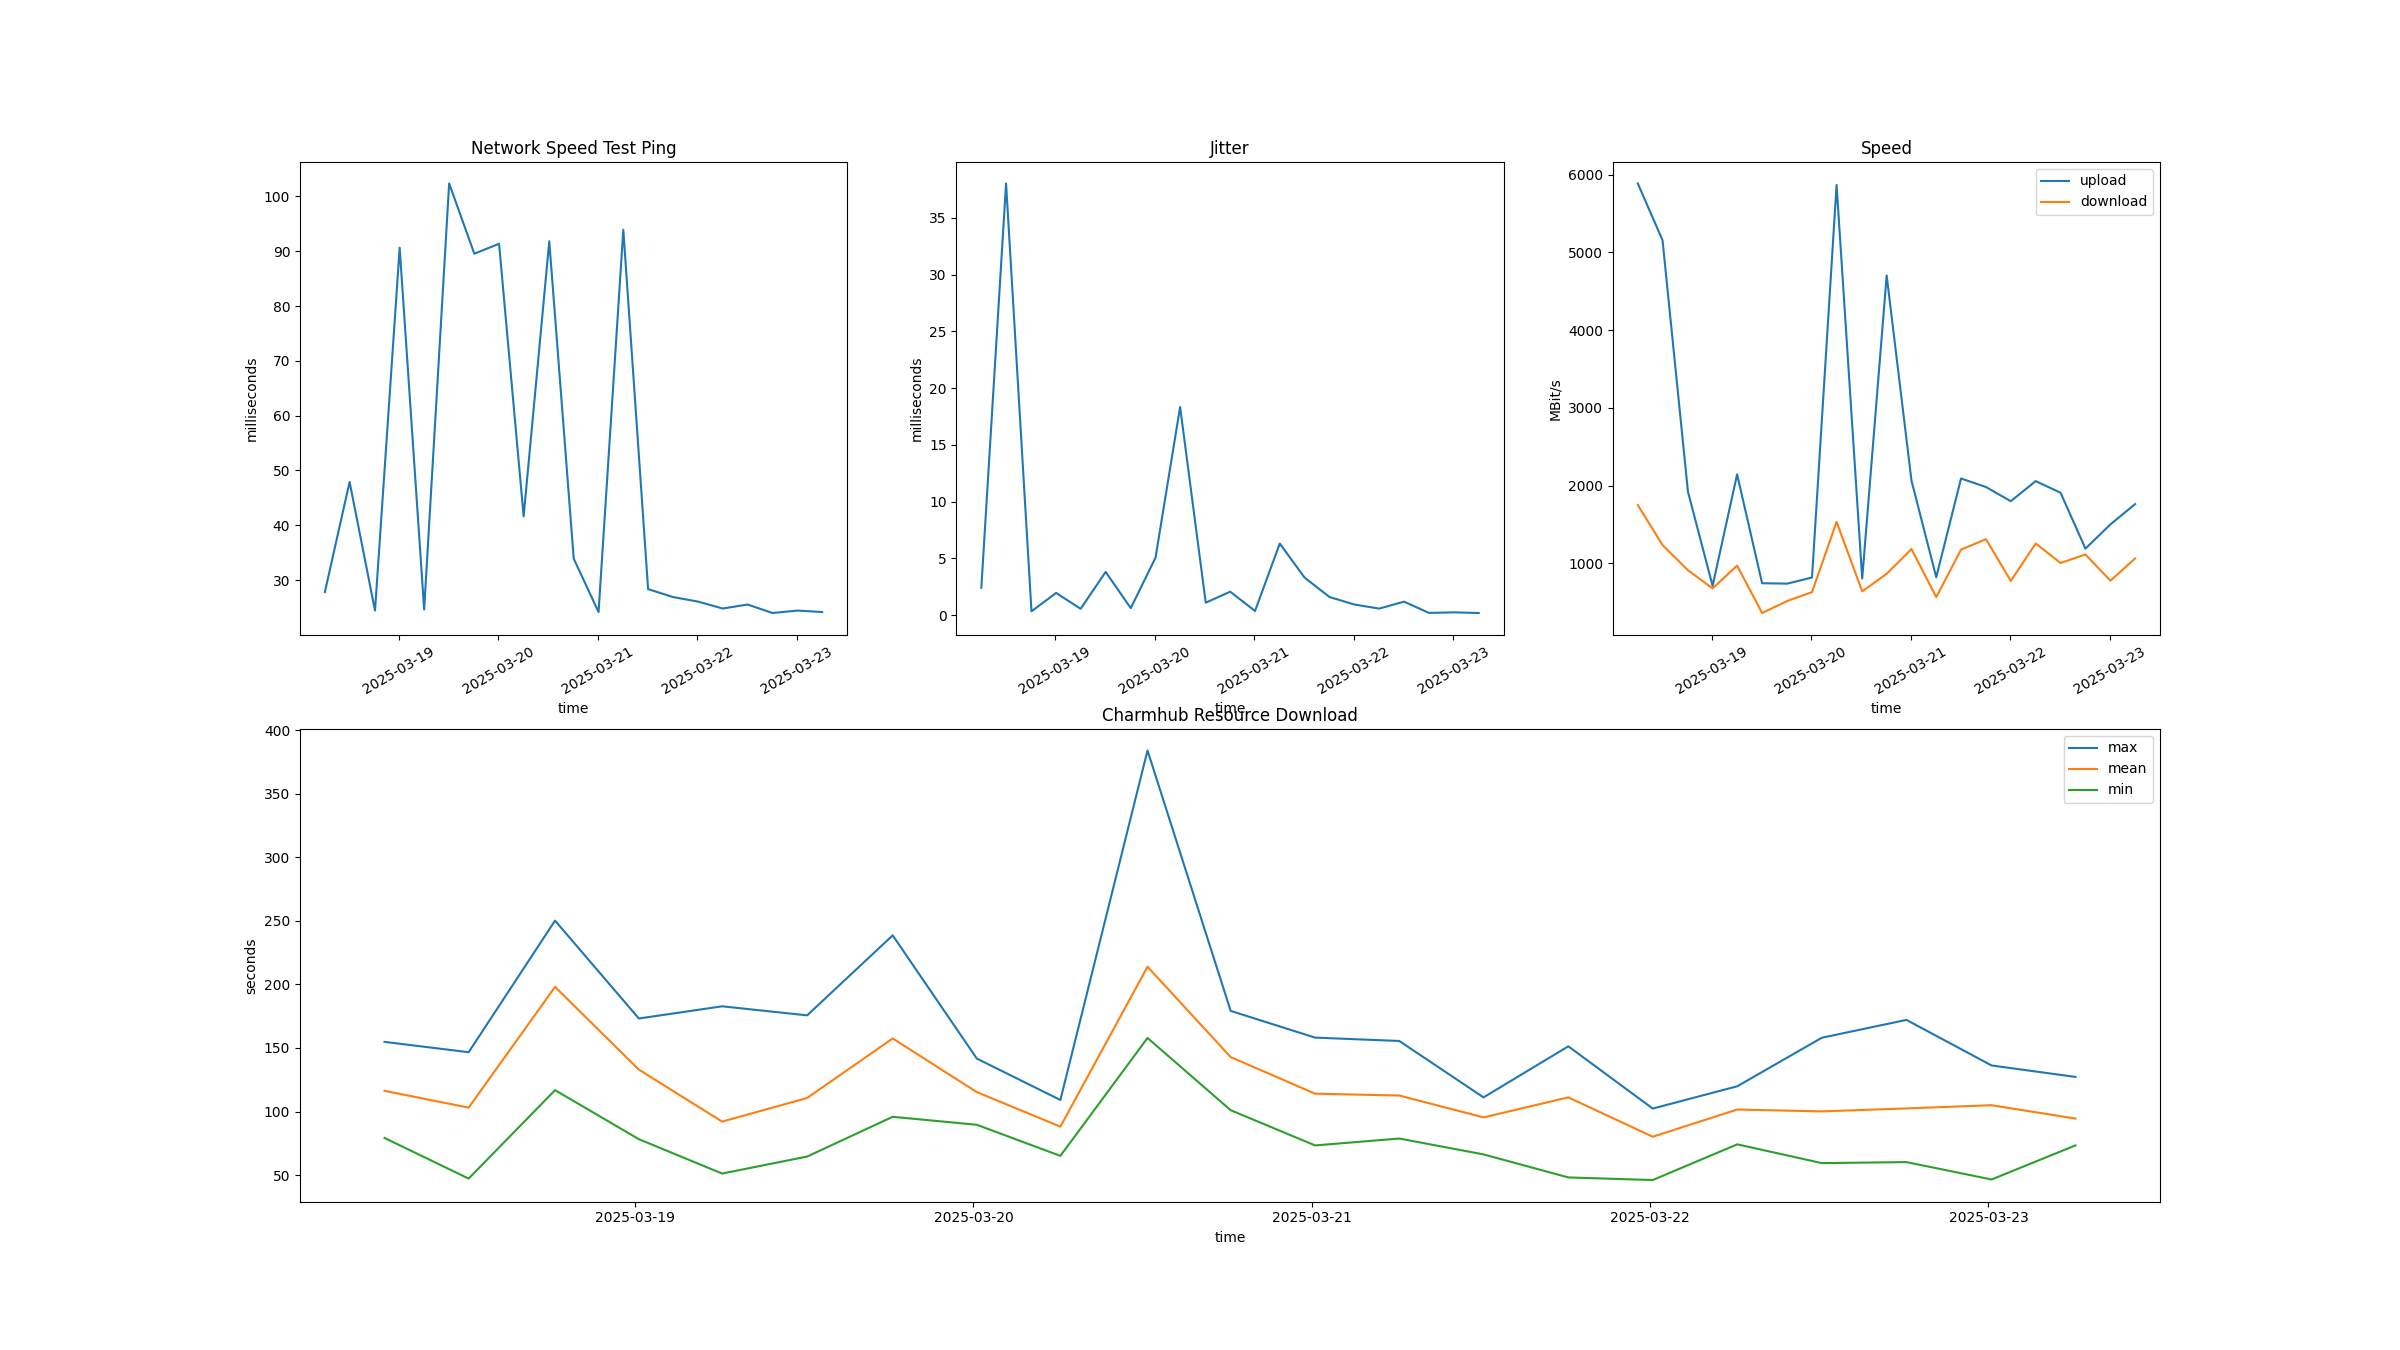 Network Speed Test Ping
100
90
80
70
60
50
40
30
milliseconds
2025-03-19
2025-03-20
2025-03-21
2025-03-22
2025-03-23
time
Jitter
35
30
25
20
15
10
5
0
milliseconds
2025-03-19
2025-03-20
2025-03-21
2025-03-22
2025-03-23
time
Speed
upload
download
6000
5000
4000
3000
2000
1000
MBit/s
2025-03-19
2025-03-20
2025-03-21
2025-03-22
2025-03-23
time
Charmhub Resource Download
max
mean
min
400
350
300
250
200
150
100
50
seconds
2025-03-19
2025-03-20
2025-03-21
2025-03-22
2025-03-23
time